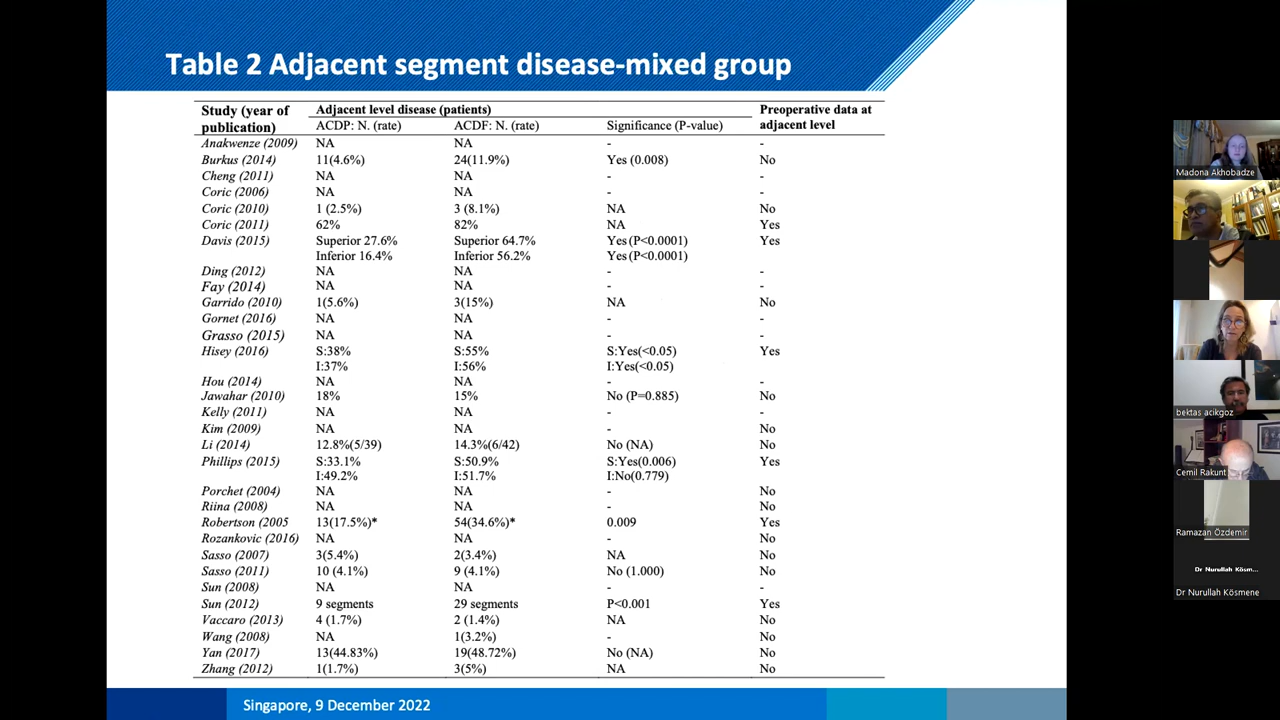 Table 2 Adjacent segment disease-mixed group
Study (year of publication) Adjacent level disease (patients) Preoperative data at adjacent level
ACDP: N. (rate) ACDF: N. (rate) Significance (P-value)
Anakwenze (2009) NA NA - -
Burkus (2014) 11(4.6%) 24(11.9%) Yes (0.008) No
Cheng (2011) NA NA - -
Coric (2006) NA NA - -
Coric (2010) 1 (2.5%) 3 (8.1%) NA No
Coric (2011) 62% 82% NA Yes
Davis (2015) Superior 27.6% Superior 64.7% Yes (P<0.0001) Yes
Inferior 16.4% Inferior 56.2% Yes (P<0.0001)
Ding (2012) NA NA - -
Fay (2014) NA NA - -
Garrido (2010) 1(5.6%) 3(15%) NA No
Gornet (2016) NA NA - -
Grasso (2015) NA NA - -
Hisey (2016) S:38% S:55% S:Yes(<0.05) Yes
I:37% I:56% I:Yes(<0.05)
Hou (2014) NA NA - -
Jawahar (2010) 18% 15% No (P=0.885) No
Kelly (2011) NA NA - -
Kim (2009) NA NA - No
Li (2014) 12.8%(5/39) 14.3%(6/42) No (NA) No
Phillips (2015) S:33.1% S:50.9% S:Yes(0.006) Yes
I:49.2% I:51.7% I:No(0.779)
Porchet (2004) NA NA - No
Riina (2008) NA NA - No
Robertson (2005 13(17.5%)* 54(34.6%)* 0.009 Yes
Rozankovic (2016) NA NA - No
Sasso (2007) 3(5.4%) 2(3.4%) NA No
Sasso (2011) 10 (4.1%) 9 (4.1%) No (1.000) No
Sun (2008) NA NA - -
Sun (2012) 9 segments 29 segments P<0.001 Yes
Vaccaro (2013) 4 (1.7%) 2 (1.4%) NA No
Wang (2008) NA 1(3.2%) - No
Yan (2017) 13(44.83%) 19(48.72%) No (NA) No
Zhang (2012) 1(1.7%) 3(5%) NA No
Singapore, 9 December 2022
Madona Akhobadze
bektas acikgoz
Cemil Rakunt
Ramazan Özdemir
Dr Nurullah Kösm...
Dr Nurullah Kösmene